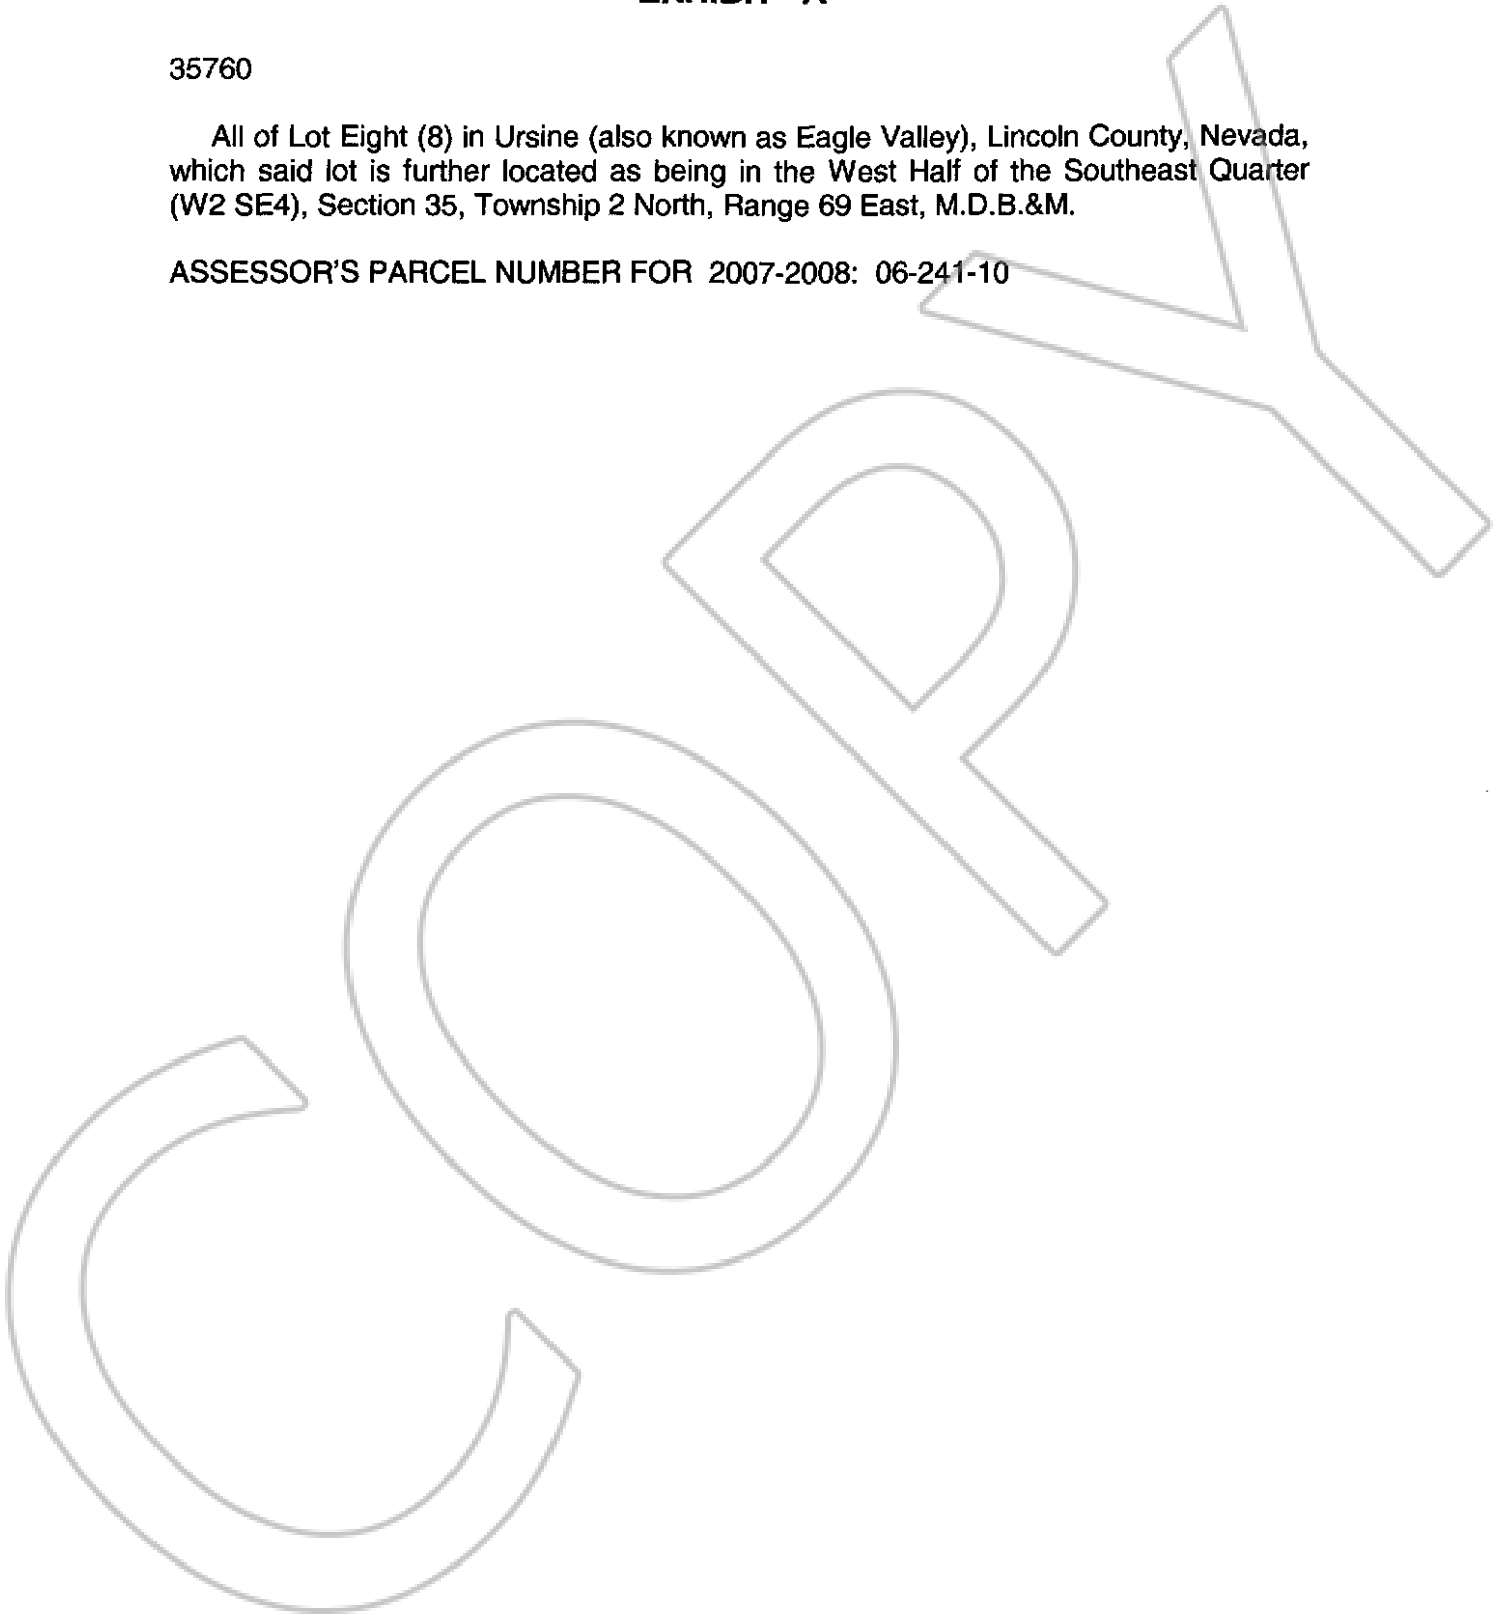 35760
All of Lot Eight (8) in Ursine (also known as Eagle Valley), Lincoln County, Nevada,
which said lot is further located as being in the West Half of the Southeast Quarter
(W2 SE4), Section 35, Township 2 North, Range 69 East, M.D.B.&M.
ASSESSOR'S PARCEL NUMBER FOR 2007-2008: 06-241-10
COPY